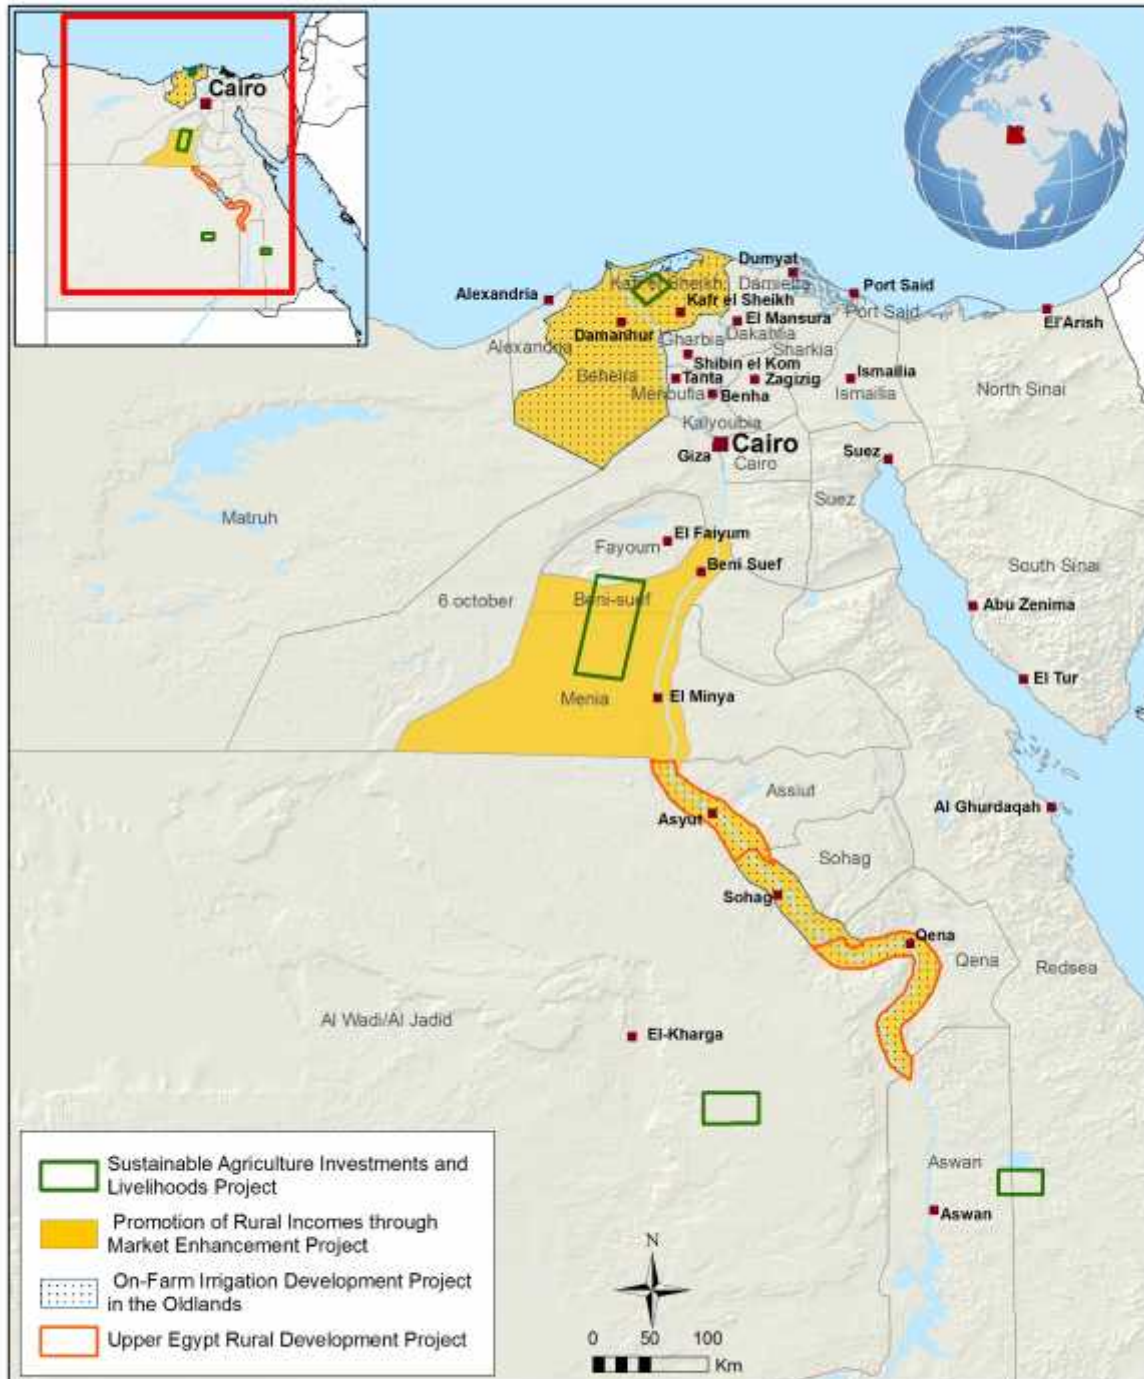 Cairo
Dumyat
Kafr el Sheikh
Damietta
Alexandria
Port Said
Kafr el Sheikh
Port Said
El'Arish
Damanhur
El Mansura
Dakahlia
Alexandria
Gharbia
Sharkia
Shibin el Kom
Beheira
Tanta
Zagizig
Ismailia
Menoufia
Benha
Ismailia
North Sinai
Kalyoubia
Giza
Cairo
Cairo
Suez
Suez
Matruh
El Faiyum
Fayoum
Beni Suef
South Sinai
6 october
Beni-suef
Abu Zenima
El Tur
Menia
El Minya
Assiut
Asyut
Al Ghurdaqah
Sohag
Sohag
Qena
Qena
Redsea
Al Wadi/Al Jadid
El-Kharga
Aswan
Aswan
Sustainable Agriculture Investments and
Livelihoods Project
Promotion of Rural Incomes through
Market Enhancement Project
On-Farm Irrigation Development Project
in the Oldlands
Upper Egypt Rural Development Project
N
0 50 100
Km